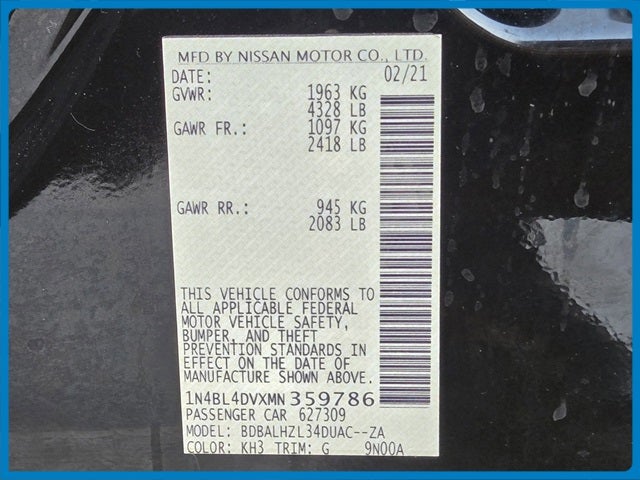 MFD BY NISSAN MOTOR CO., LTD.
DATE: 02/21
GVWR: 1963 KG
4328 LB
GAWR FR.: 1097 KG
2418 LB
GAWR RR.: 945 KG
2083 LB
THIS VEHICLE CONFORMS TO
ALL APPLICABLE FEDERAL
MOTOR VEHICLE SAFETY,
BUMPER, AND THEFT
PREVENTION STANDARDS IN
EFFECT ON THE DATE OF
MANUFACTURE SHOWN ABOVE.
1N4BL4DVXMN359786
PASSENGER CAR 627309
MODEL: BDBALHZL34DUAC--ZA
COLOR: KH3 TRIM: G 9N00A